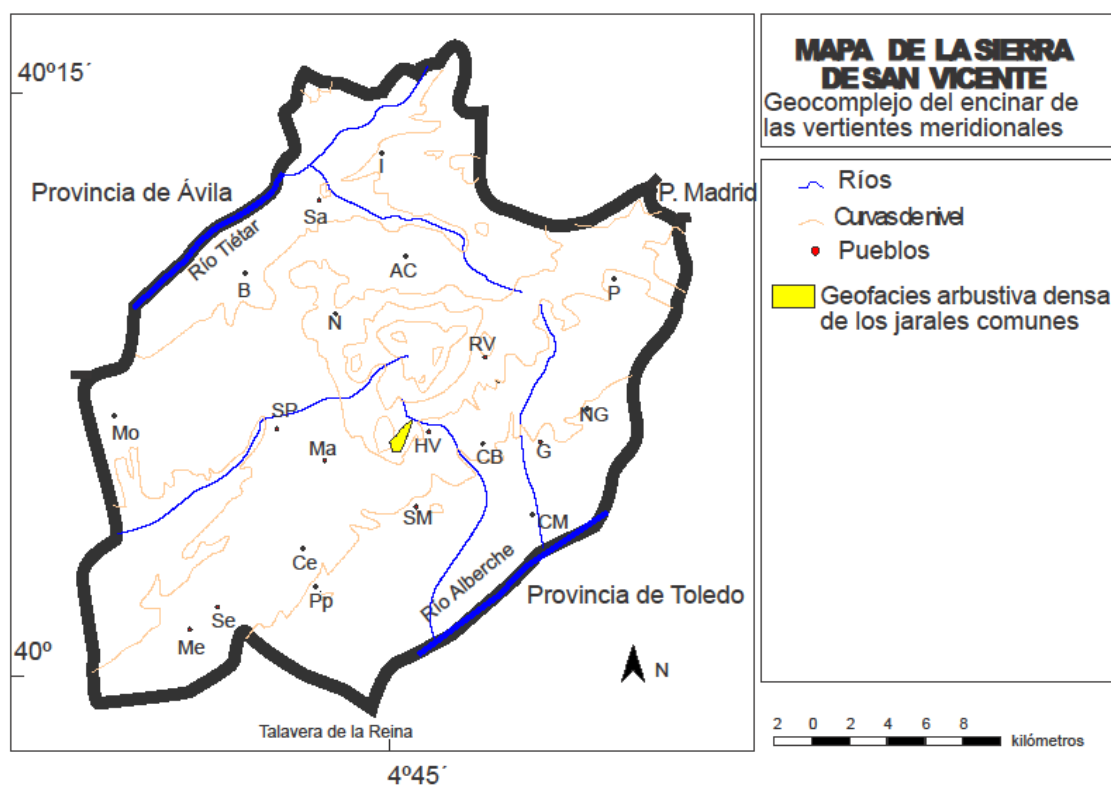 MAPA DE LA SIERRA
DE SAN VICENTE
Geocomplejo del encinar de
las vertientes meridionales
Ríos
Curvas de nivel
Pueblos
Geofacies arbustiva densa
de los jarales comunes
40º15´
Provincia de Ávila
P. Madrid
Río Tiétar
I
Sa
AC
B
P
N
RV
Mo
SP
NG
Ma
HV
CB
G
SM
CM
Ce
Río Alberche
Provincia de Toledo
Pp
Se
Me
40º
N
Talavera de la Reina
4º45´
2 0 2 4 6 8
kilómetros